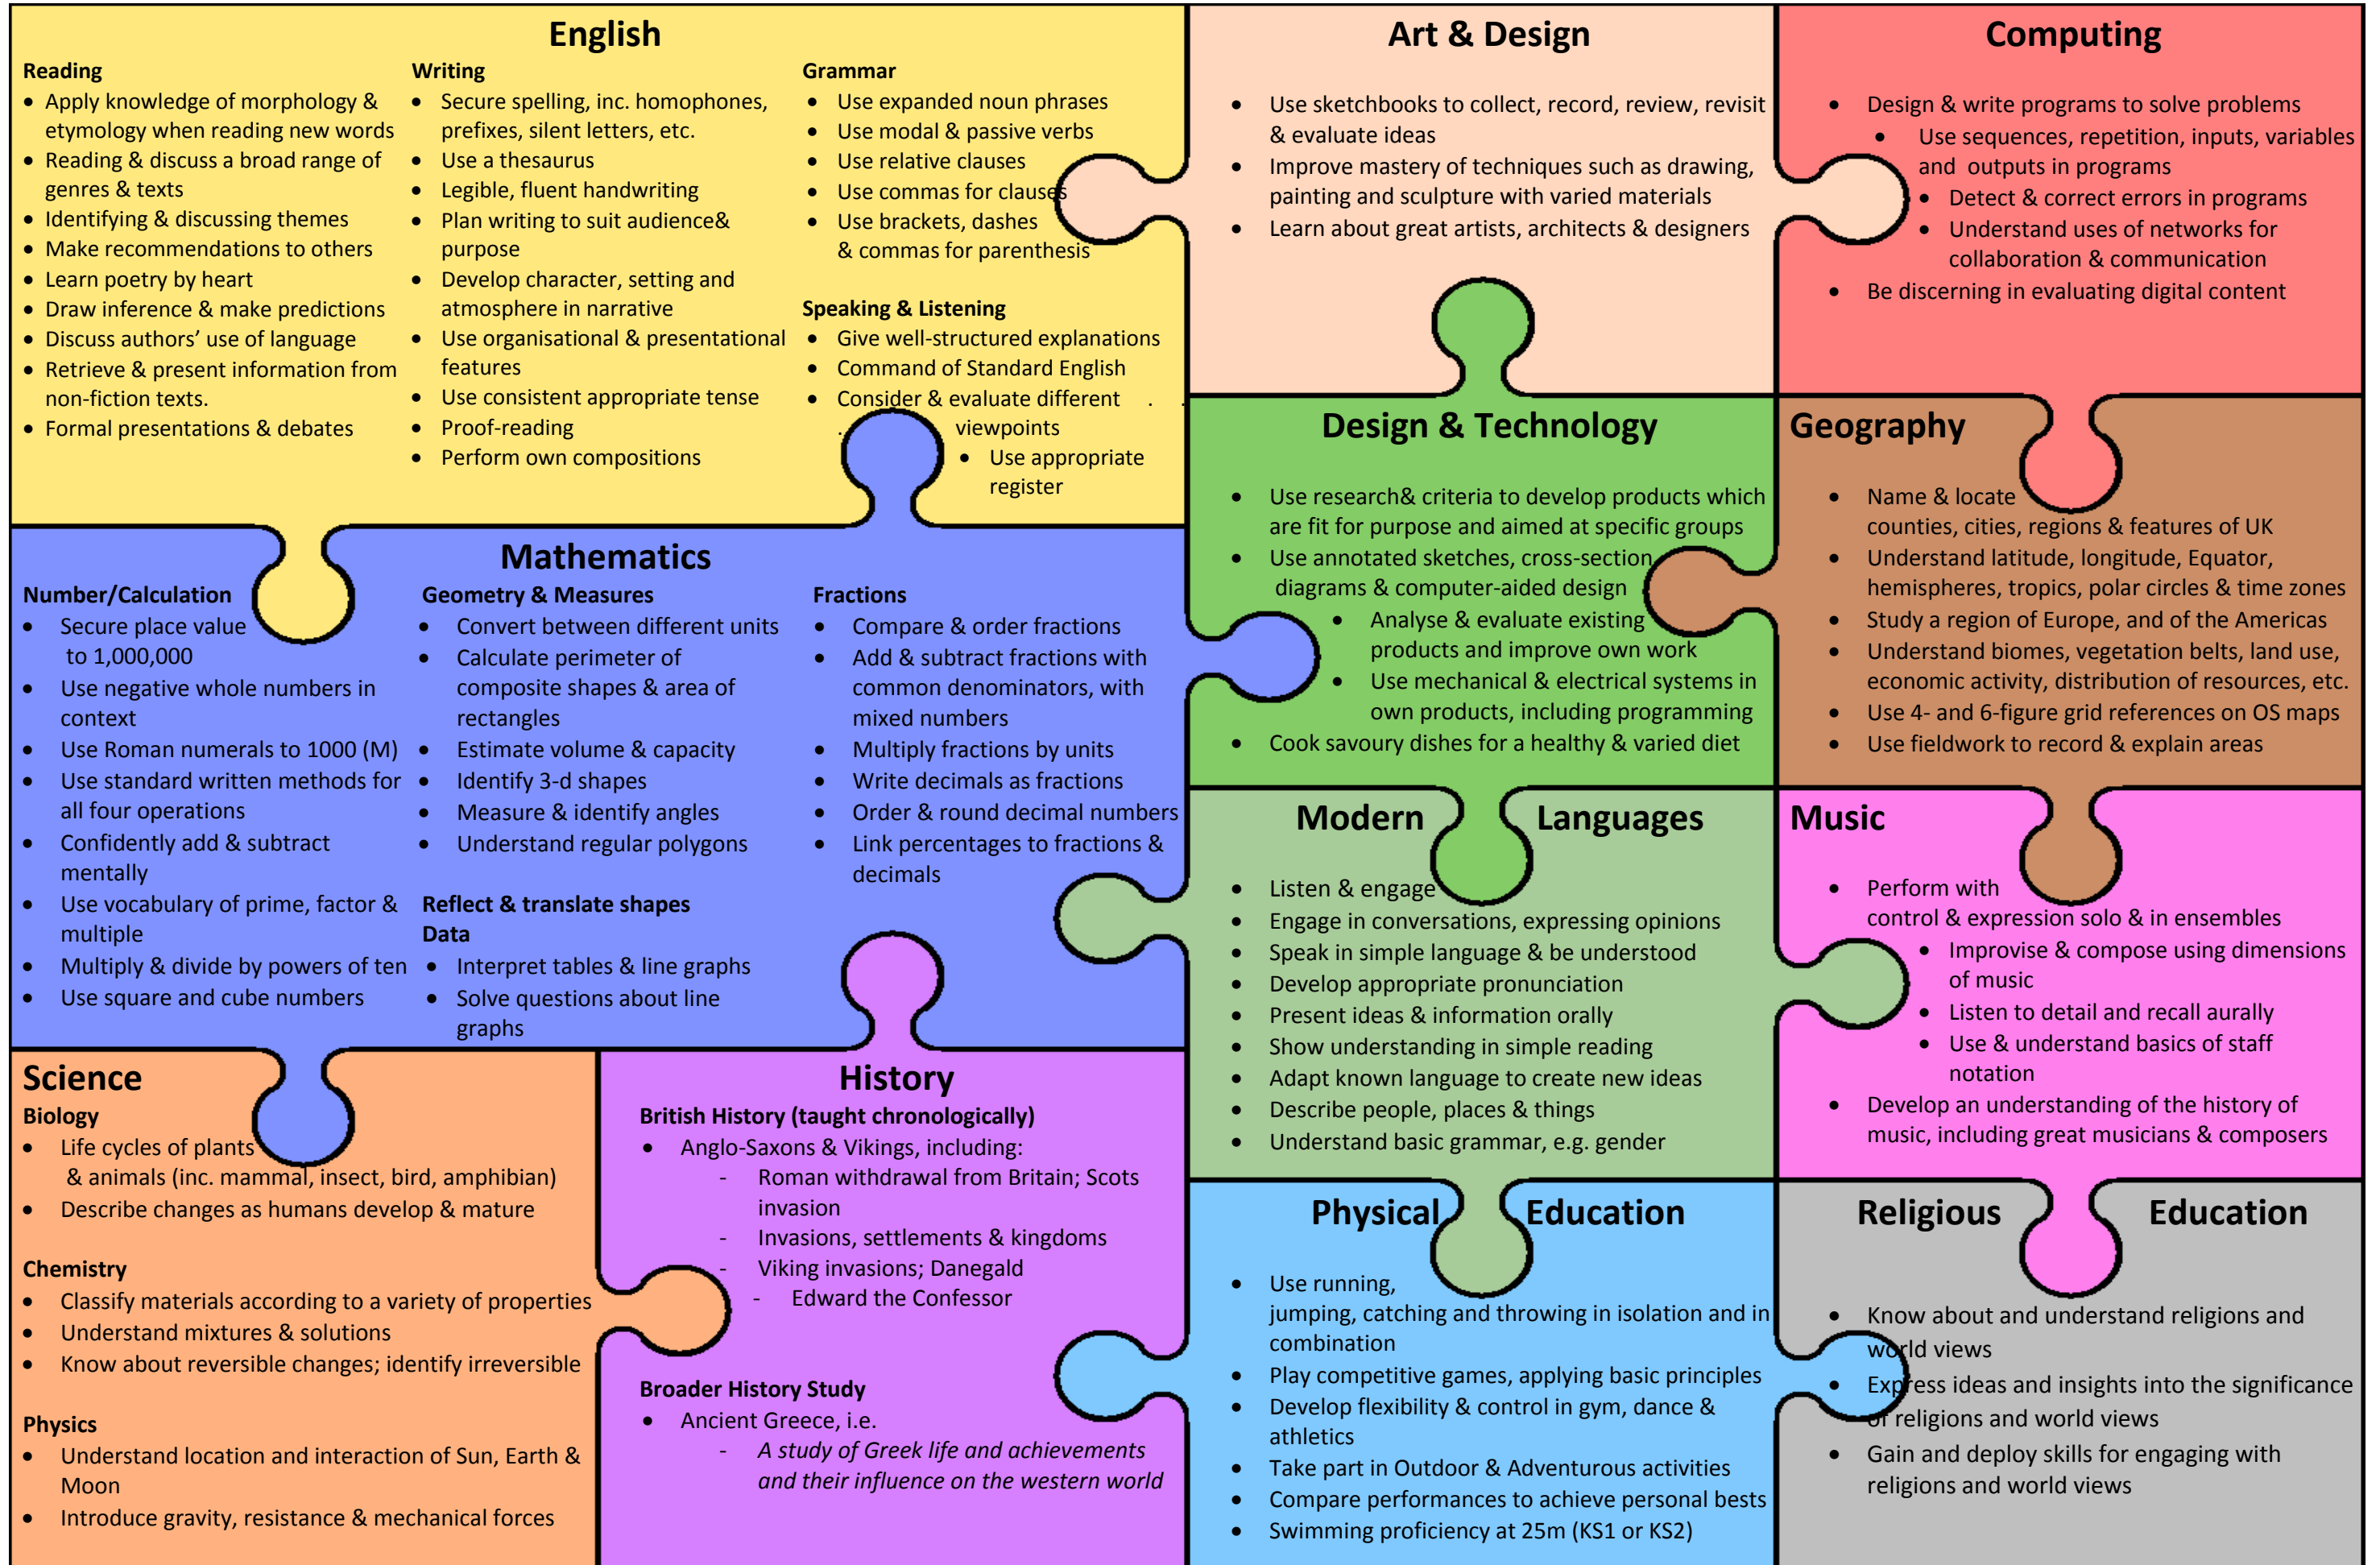 English
Reading
• Apply knowledge of morphology &
etymology when reading new words
• Reading & discuss a broad range of
genres & texts
• Identifying & discussing themes
• Make recommendations to others
• Learn poetry by heart
• Draw inference & make predictions
• Discuss authors’ use of language
• Retrieve & present information from
non-fiction texts.
• Formal presentations & debates
Writing
• Secure spelling, inc. homophones,
prefixes, silent letters, etc.
• Use a thesaurus
• Legible, fluent handwriting
• Plan writing to suit audience&
purpose
• Develop character, setting and
atmosphere in narrative
• Use organisational & presentational
features
• Use consistent appropriate tense
• Proof-reading
• Perform own compositions
Grammar
• Use expanded noun phrases
• Use modal & passive verbs
• Use relative clauses
• Use commas for clauses
• Use brackets, dashes
& commas for parenthesis
Speaking & Listening
• Give well-structured explanations
• Command of Standard English
• Consider & evaluate different . .
. viewpoints
• Use appropriate
register
Art & Design
• Use sketchbooks to collect, record, review, revisit
& evaluate ideas
• Improve mastery of techniques such as drawing,
painting and sculpture with varied materials
• Learn about great artists, architects & designers
Computing
• Design & write programs to solve problems
• Use sequences, repetition, inputs, variables
and outputs in programs
• Detect & correct errors in programs
• Understand uses of networks for
collaboration & communication
• Be discerning in evaluating digital content
Mathematics
Number/Calculation
• Secure place value
to 1,000,000
• Use negative whole numbers in
context
• Use Roman numerals to 1000 (M)
• Use standard written methods for
all four operations
• Confidently add & subtract
mentally
• Use vocabulary of prime, factor &
multiple
• Multiply & divide by powers of ten
• Use square and cube numbers
Geometry & Measures
• Convert between different units
• Calculate perimeter of
composite shapes & area of
rectangles
• Estimate volume & capacity
• Identify 3-d shapes
• Measure & identify angles
• Understand regular polygons
Reflect & translate shapes
Data
• Interpret tables & line graphs
• Solve questions about line
graphs
Fractions
• Compare & order fractions
• Add & subtract fractions with
common denominators, with
mixed numbers
• Multiply fractions by units
• Write decimals as fractions
• Order & round decimal numbers
• Link percentages to fractions &
decimals
Design & Technology
• Use research& criteria to develop products which
are fit for purpose and aimed at specific groups
• Use annotated sketches, cross-section
diagrams & computer-aided design
• Analyse & evaluate existing
products and improve own work
• Use mechanical & electrical systems in
own products, including programming
• Cook savoury dishes for a healthy & varied diet
Geography
• Name & locate
counties, cities, regions & features of UK
• Understand latitude, longitude, Equator,
hemispheres, tropics, polar circles & time zones
• Study a region of Europe, and of the Americas
• Understand biomes, vegetation belts, land use,
economic activity, distribution of resources, etc.
• Use 4- and 6-figure grid references on OS maps
• Use fieldwork to record & explain areas
Modern Languages
• Listen & engage
• Engage in conversations, expressing opinions
• Speak in simple language & be understood
• Develop appropriate pronunciation
• Present ideas & information orally
• Show understanding in simple reading
• Adapt known language to create new ideas
• Describe people, places & things
• Understand basic grammar, e.g. gender
Music
• Perform with
control & expression solo & in ensembles
• Improvise & compose using dimensions
of music
• Listen to detail and recall aurally
• Use & understand basics of staff
notation
• Develop an understanding of the history of
music, including great musicians & composers
Science
Biology
• Life cycles of plants
& animals (inc. mammal, insect, bird, amphibian)
• Describe changes as humans develop & mature
Chemistry
• Classify materials according to a variety of properties
• Understand mixtures & solutions
• Know about reversible changes; identify irreversible
Physics
• Understand location and interaction of Sun, Earth &
Moon
• Introduce gravity, resistance & mechanical forces
History
British History (taught chronologically)
• Anglo-Saxons & Vikings, including:
- Roman withdrawal from Britain; Scots
invasion
- Invasions, settlements & kingdoms
- Viking invasions; Danegald
- Edward the Confessor
Broader History Study
• Ancient Greece, i.e.
- A study of Greek life and achievements
and their influence on the western world
Physical Education
• Use running,
jumping, catching and throwing in isolation and in
combination
• Play competitive games, applying basic principles
• Develop flexibility & control in gym, dance &
athletics
• Take part in Outdoor & Adventurous activities
• Compare performances to achieve personal bests
• Swimming proficiency at 25m (KS1 or KS2)
Religious Education
• Know about and understand religions and
world views
• Express ideas and insights into the significance
of religions and world views
• Gain and deploy skills for engaging with
religions and world views